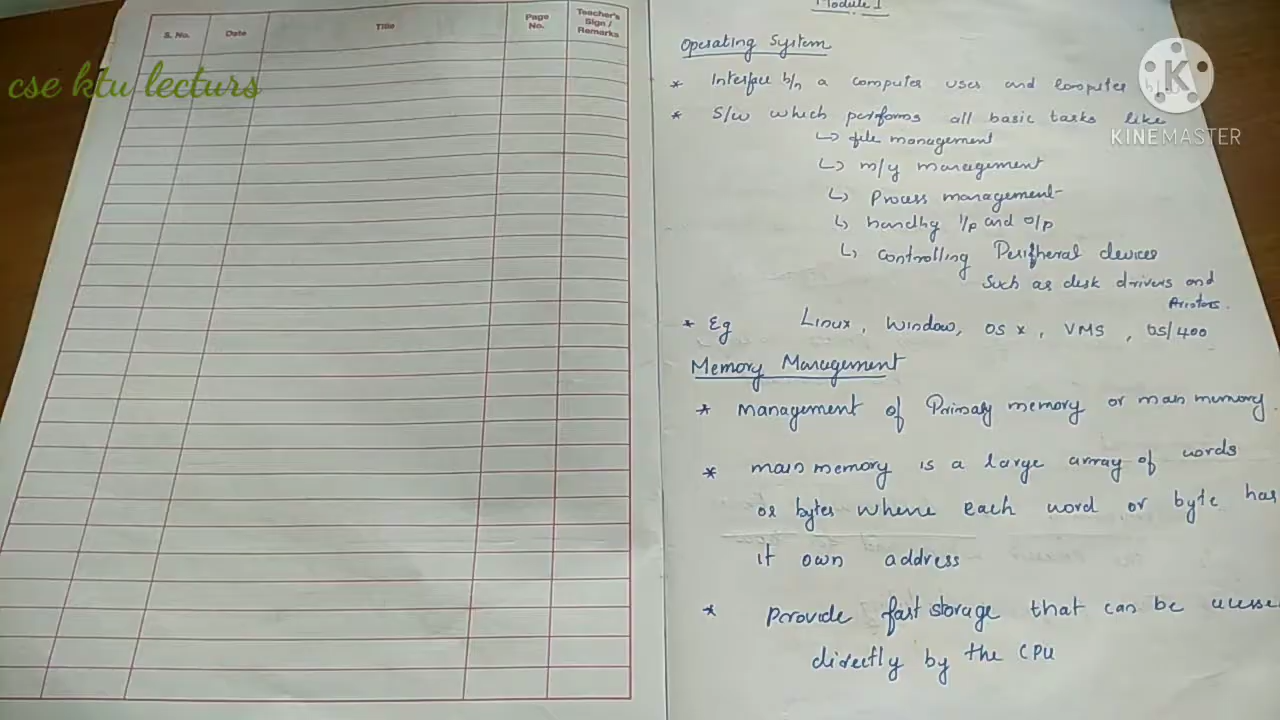 S. No.
Date
Title
Page
No.
Teacher's
Sign /
Remarks
cse ktu lecturs
Module 1
Operating System
* Interface b/n a computer user and computer
KINEMASTER
* S/w which performs all basic tasks like
↳ file management
↳ m/y management
↳ Process management
↳ handling i/p and o/p
↳ controlling Peripheral devices
Such as disk drivers and
* Eg Linux, Window, OS x, VMS, OS/400
Memory Management
* Management of Primary memory or main memory.
* main memory is a large array of words
or bytes where each word or byte has
it own address
* Provide fast storage that can be
directly by the CPU